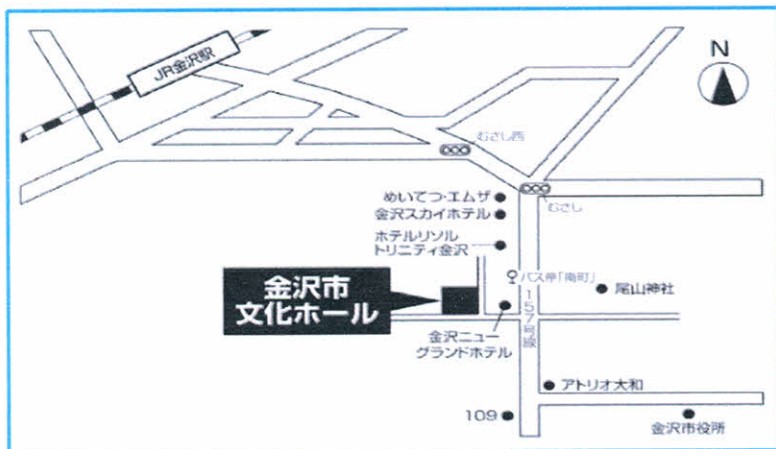 JR金沢駅
N
むさし西
むさし
めいてつ・エムザ
金沢スカイホテル
ホテルリソル
トリニティ金沢
バス停「南町」
金沢市
文化ホール
157号線
尾山神社
金沢ニュー
グランドホテル
アトリオ大和
109
金沢市役所